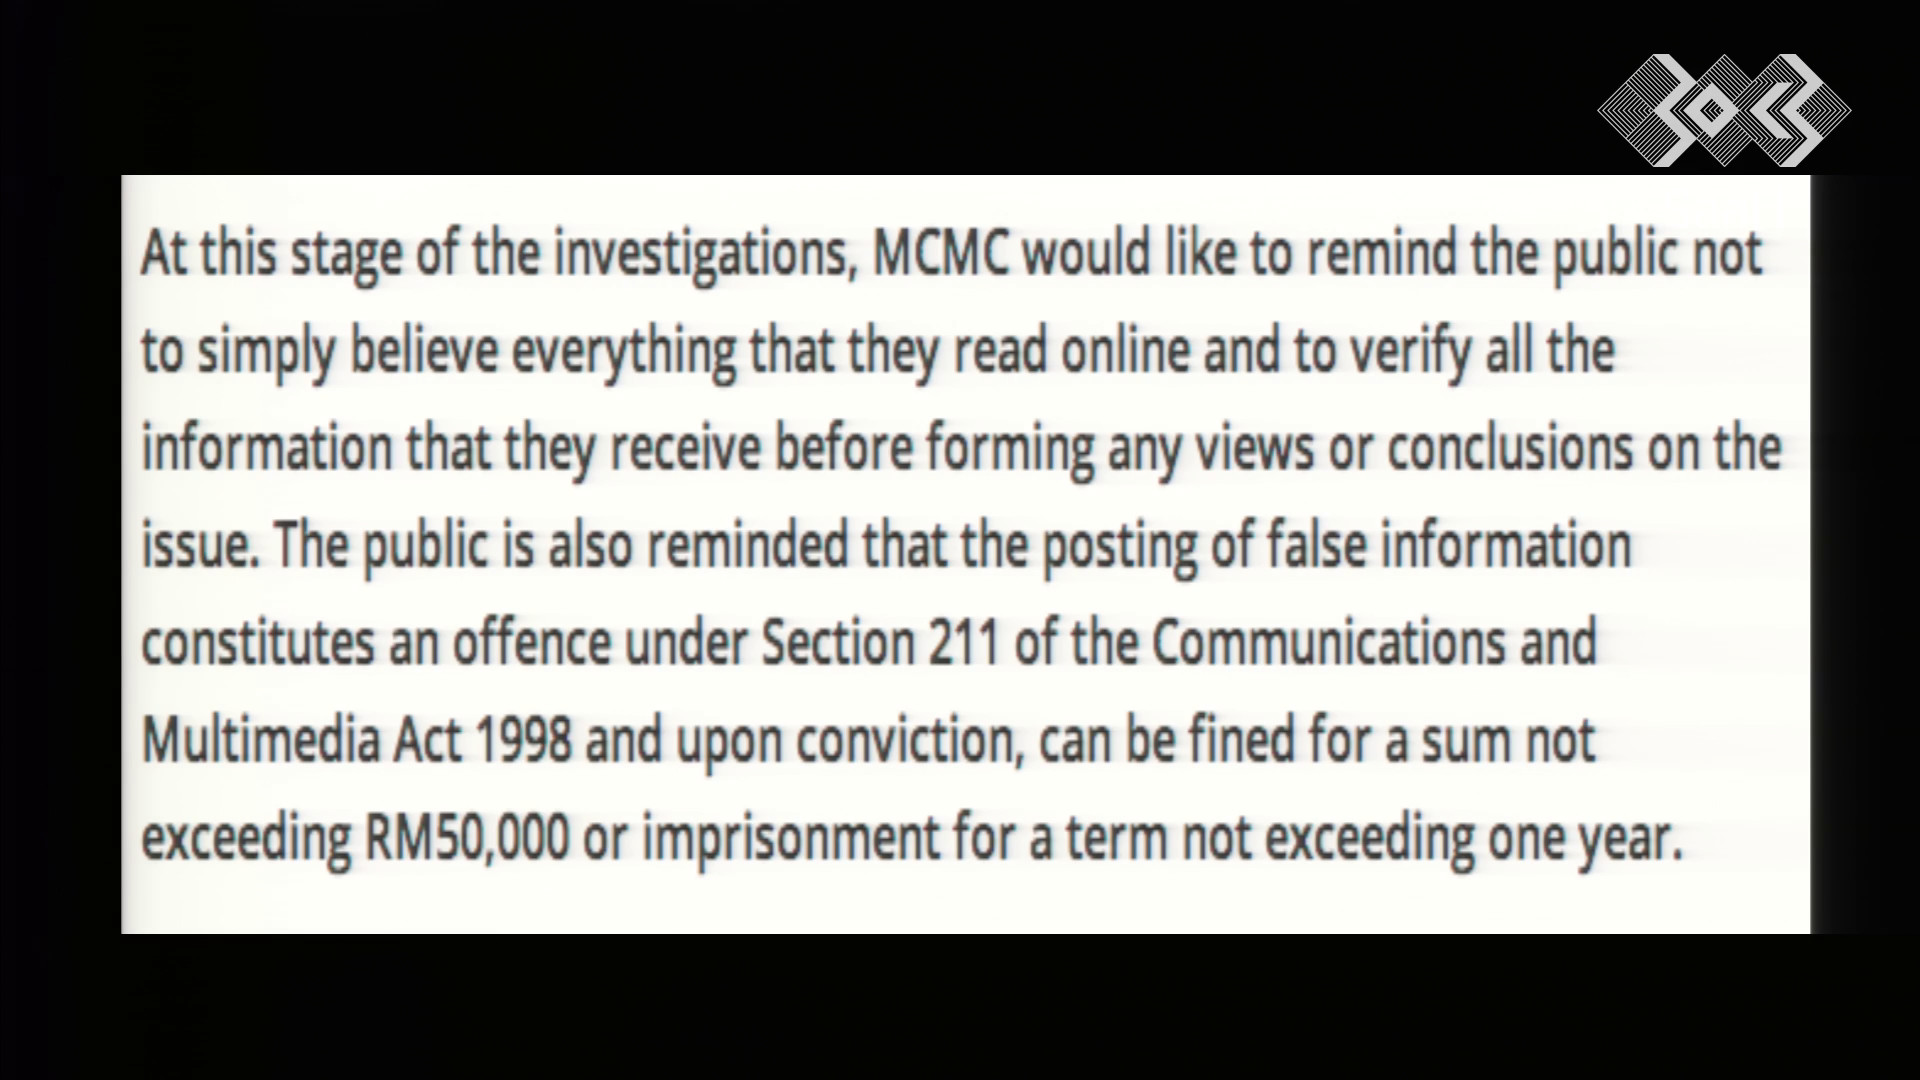 At this stage of the investigations, MCMC would like to remind the public not
to simply believe everything that they read online and to verify all the
information that they receive before forming any views or conclusions on the
issue. The public is also reminded that the posting of false information
constitutes an offence under Section 211 of the Communications and
Multimedia Act 1998 and upon conviction, can be fined for a sum not
exceeding RM50,000 or imprisonment for a term not exceeding one year.